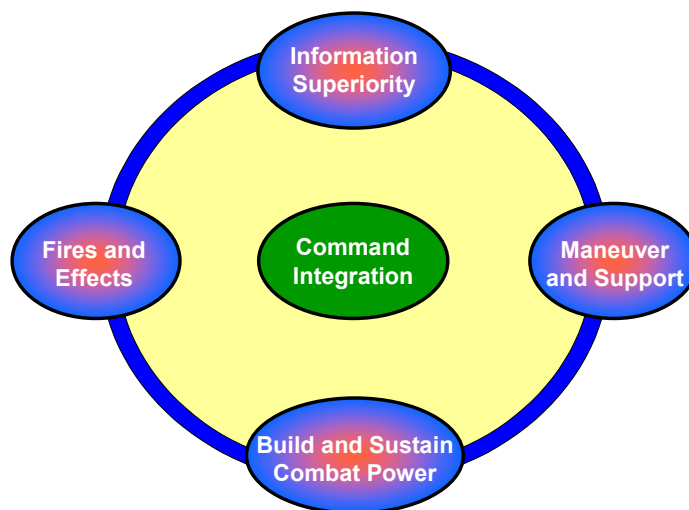 Information
Superiority
Fires and
Effects
Command
Integration
Maneuver
and Support
Build and Sustain
Combat Power